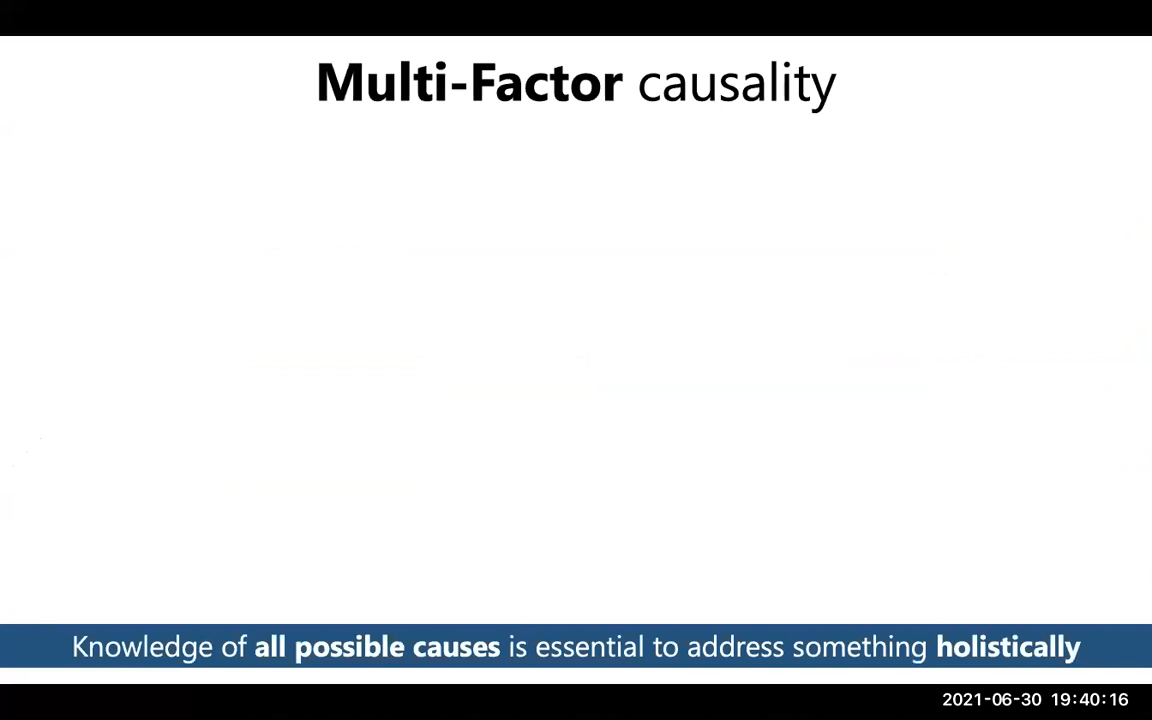 Multi-Factor causality
Knowledge of all possible causes is essential to address something holistically
2021-06-30 19:40:16